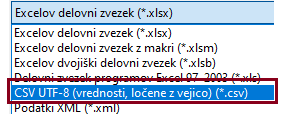 Excelov delovni zvezek (*.xlsx)
Excelov delovni zvezek (*.xlsx)
Excelov delovni zvezek z makri (*.xlsm)
Excelov dvojiški delovni zvezek (*.xlsb)
Delovni zvezek programov Excel 97-2003 (*.xls)
CSV UTF-8 (vrednosti, ločene z vejico) (*.csv)
Podatki XML (*.xml)